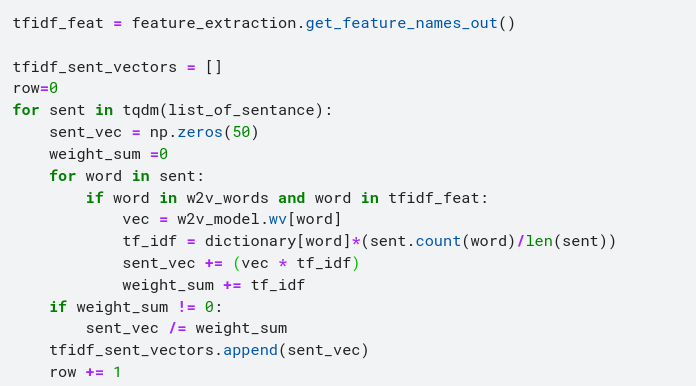 tfidf_feat = feature_extraction.get_feature_names_out()

tfidf_sent_vectors = []
row=0
for sent in tqdm(list_of_sentance):
    sent_vec = np.zeros(50)
    weight_sum =0
    for word in sent:
        if word in w2v_words and word in tfidf_feat:
            vec = w2v_model.wv[word]
            tf_idf = dictionary[word]*(sent.count(word)/len(sent))
            sent_vec += (vec * tf_idf)
            weight_sum += tf_idf
    if weight_sum != 0:
        sent_vec /= weight_sum
    tfidf_sent_vectors.append(sent_vec)
    row += 1